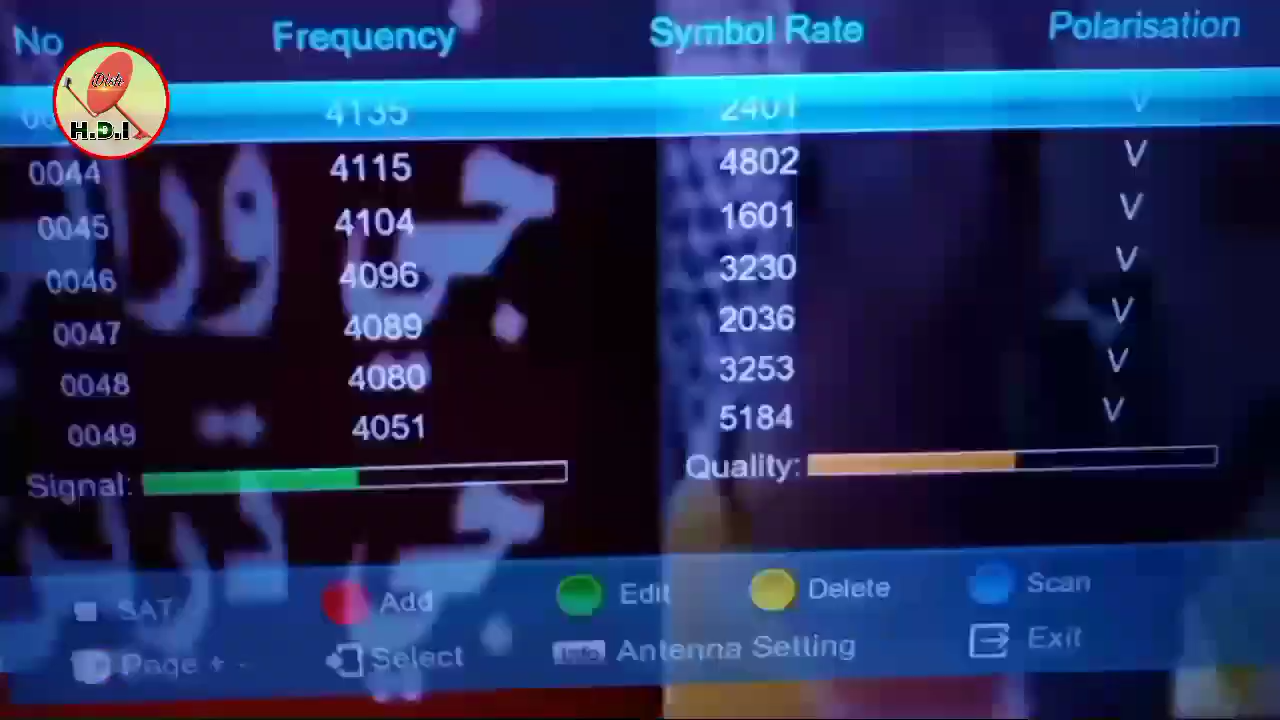 No Frequency Symbol Rate Polarisation
Dish
H.D.I
4135 2401 V
0044 4115 4802 V
0045 4104 1601 V
0046 4096 3230 V
0047 4089 2036 V
0048 4080 3253 V
0049 4051 5184 V
Signal: Quality:
SAT Add Edit Delete Scan
Page + - Select Info Antenna Setting Exit